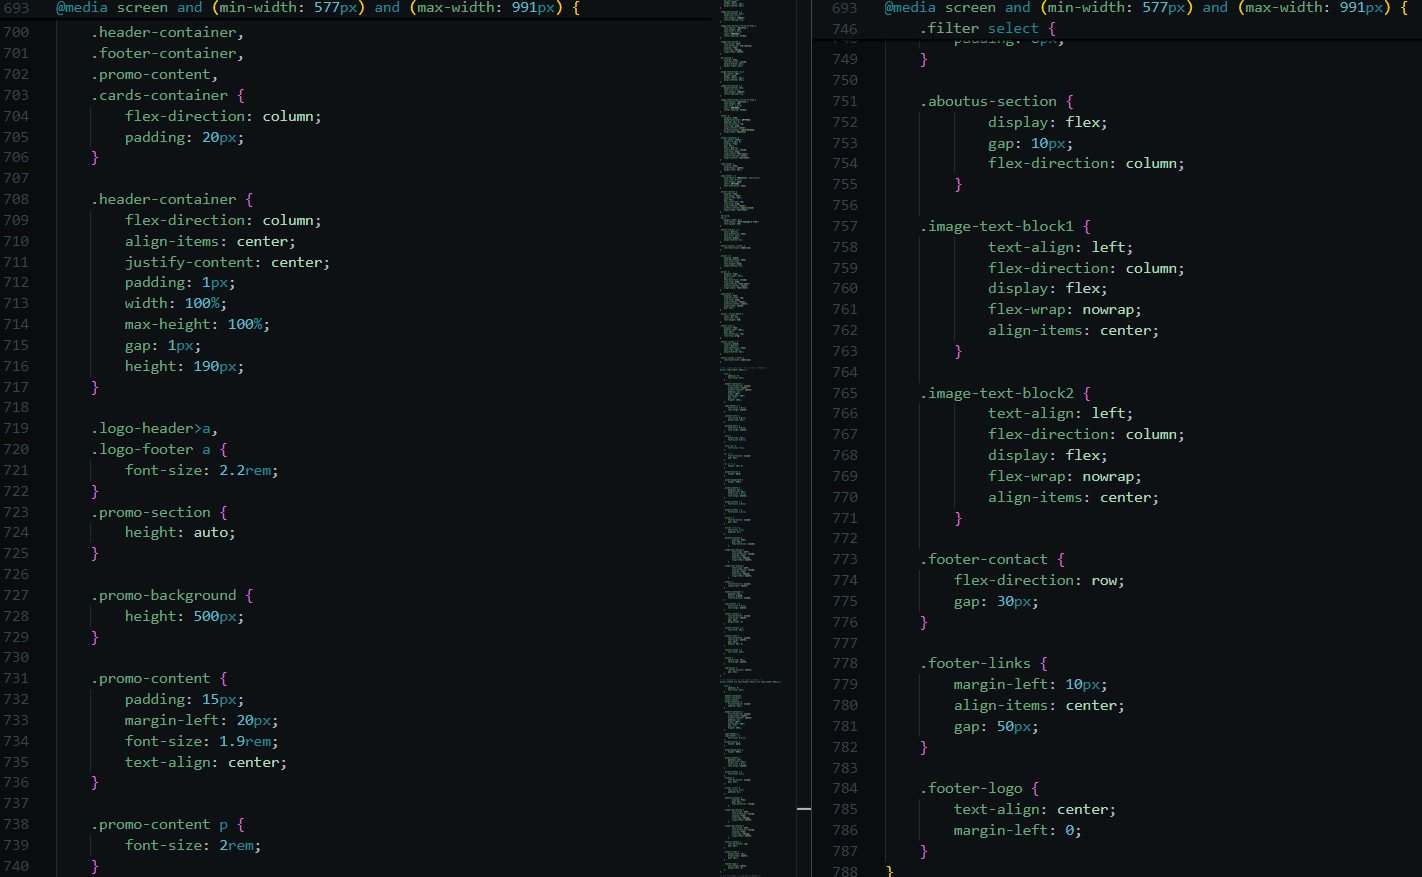 693 @media screen and (min-width: 577px) and (max-width: 991px) {
700 .header-container,
701 .footer-container,
702 .promo-content,
703 .cards-container {
704 flex-direction: column;
705 padding: 20px;
706 }
707
708 .header-container {
709 flex-direction: column;
710 align-items: center;
711 justify-content: center;
712 padding: 1px;
713 width: 100%;
714 max-height: 100%;
715 gap: 1px;
716 height: 190px;
717 }
718
719 .logo-header>a,
720 .logo-footer a {
721 font-size: 2.2rem;
722 }
723 .promo-section {
724 height: auto;
725 }
726
727 .promo-background {
728 height: 500px;
729 }
730
731 .promo-content {
732 padding: 15px;
733 margin-left: 20px;
734 font-size: 1.9rem;
735 text-align: center;
736 }
737
738 .promo-content p {
739 font-size: 2rem;
740 }
693 @media screen and (min-width: 577px) and (max-width: 991px) {
746 .filter select {
749 }
750
751 .aboutus-section {
752 display: flex;
753 gap: 10px;
754 flex-direction: column;
755 }
756
757 .image-text-block1 {
758 text-align: left;
759 flex-direction: column;
760 display: flex;
761 flex-wrap: nowrap;
762 align-items: center;
763 }
764
765 .image-text-block2 {
766 text-align: left;
767 flex-direction: column;
768 display: flex;
769 flex-wrap: nowrap;
770 align-items: center;
771 }
772
773 .footer-contact {
774 flex-direction: row;
775 gap: 30px;
776 }
777
778 .footer-links {
779 margin-left: 10px;
780 align-items: center;
781 gap: 50px;
782 }
783
784 .footer-logo {
785 text-align: center;
786 margin-left: 0;
787 }
788 }